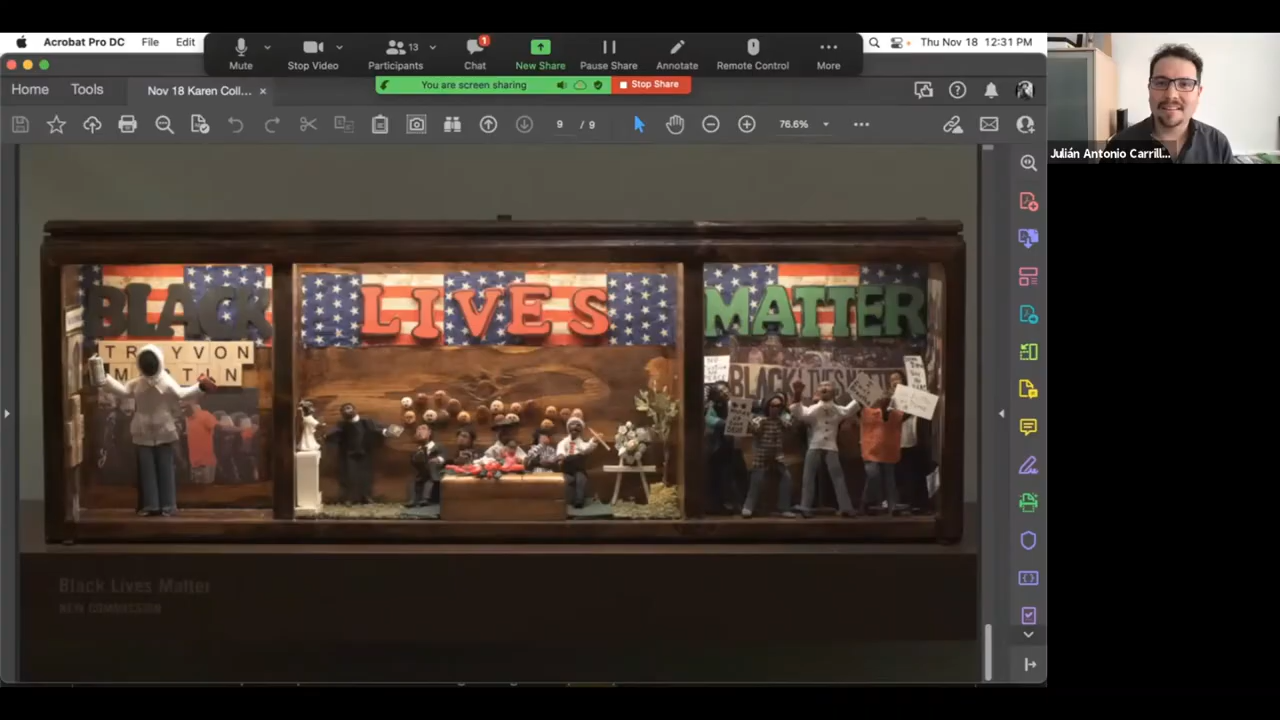 Acrobat Pro DC File Edit
Thu Nov 18 12:31 PM
Mute
Stop Video
13
Participants
1
Chat
New Share
Pause Share
Annotate
Remote Control
More
You are screen sharing
Stop Share
Home
Tools
Nov 18 Karen Coll...
9 / 9
76.6%
BLACK
LIVES
MATTER
TRAYVON
MARTIN
BLACK LIVES
Black Lives Matter
NEW COMMISSION
Julián Antonio Carrill...